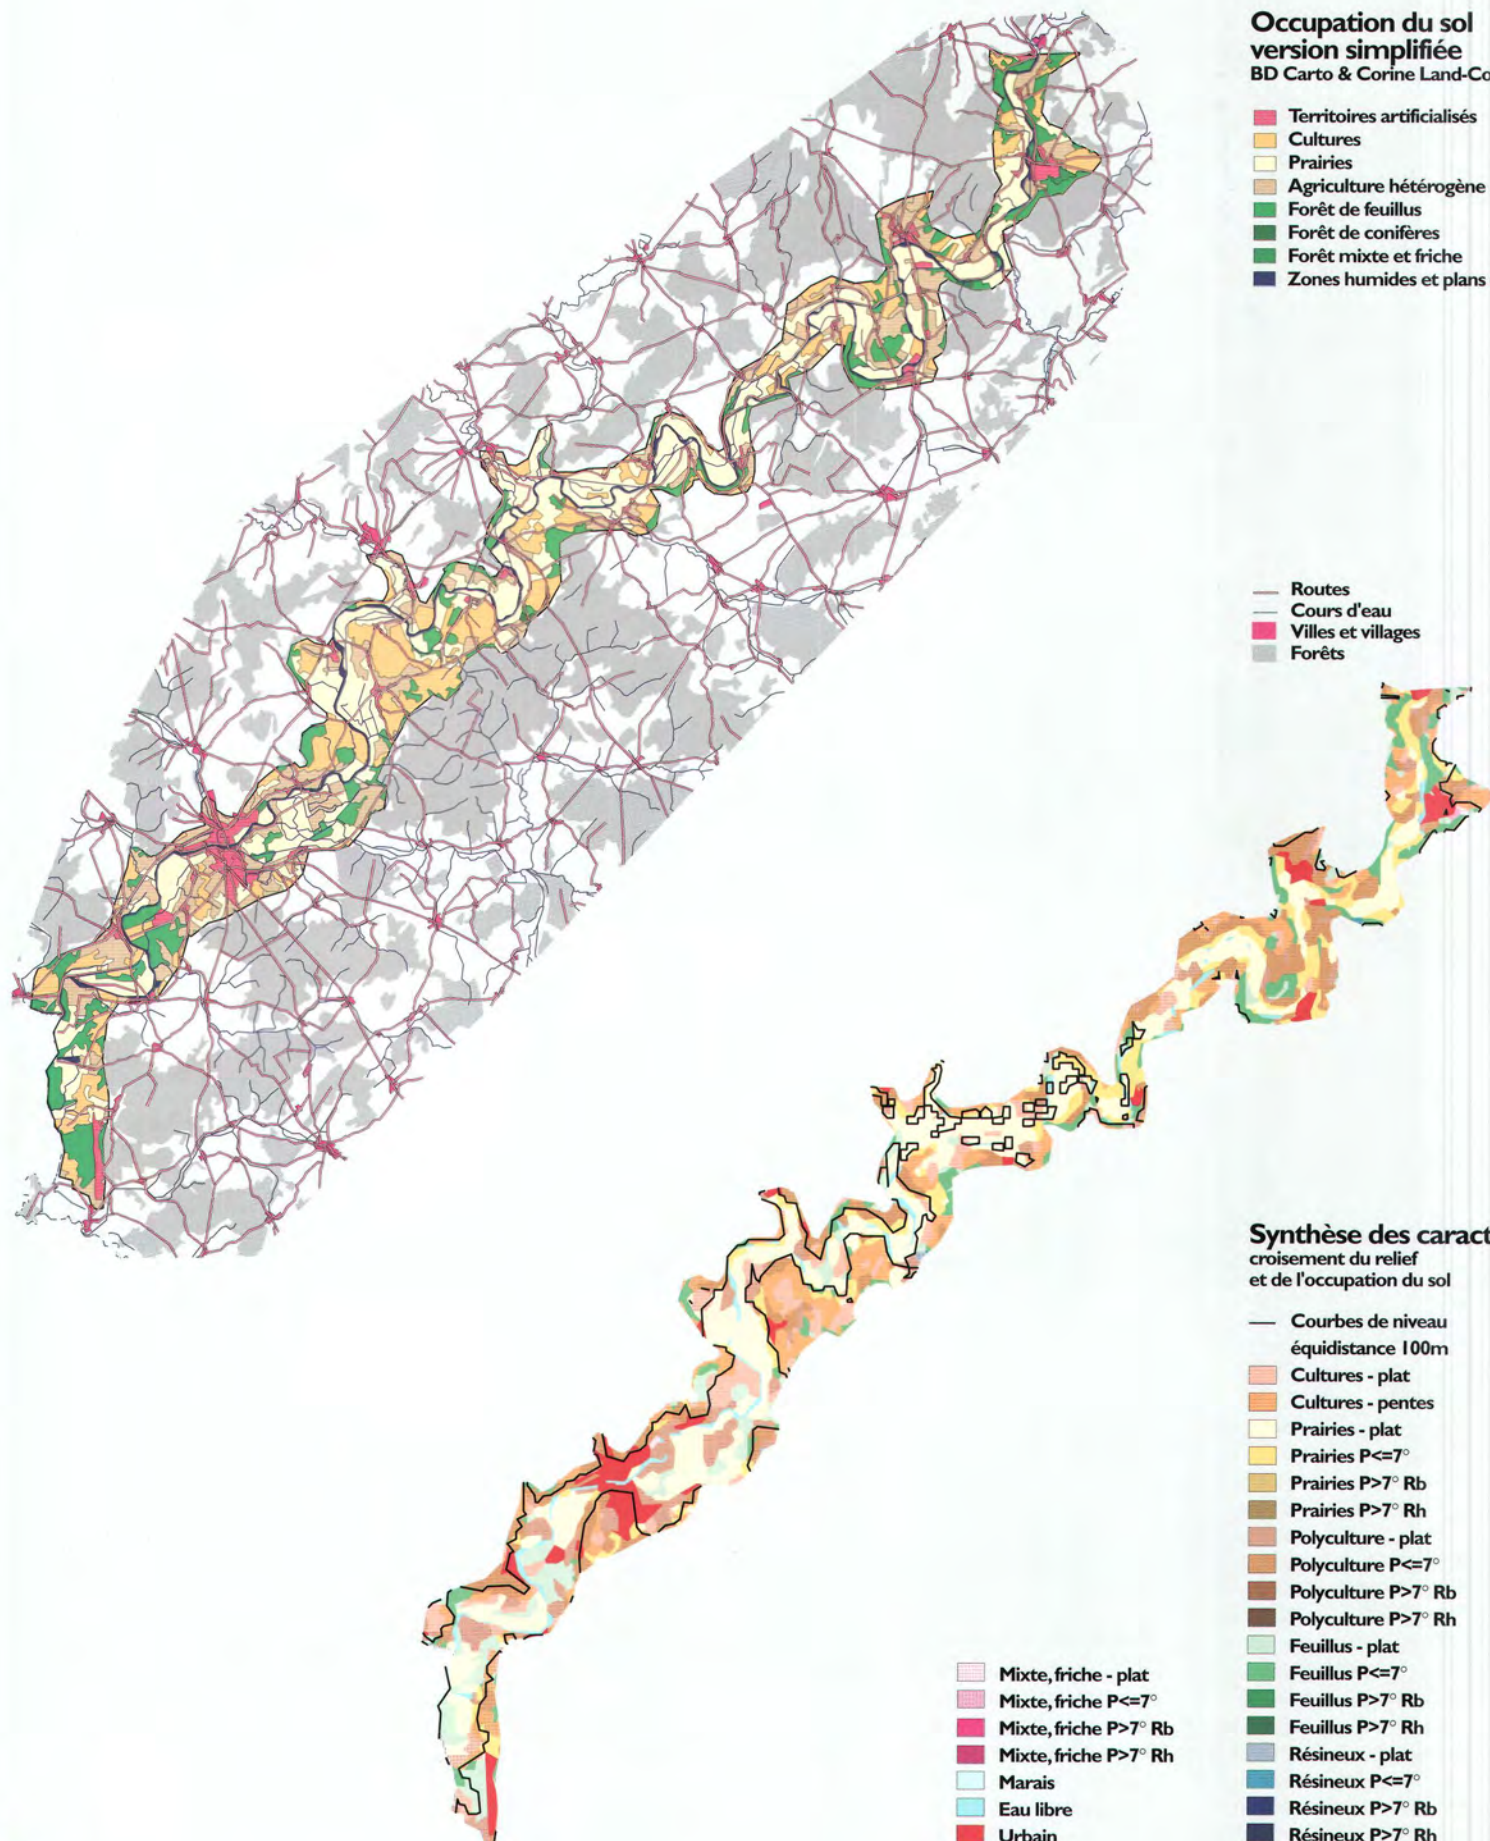 Occupation du sol
version simplifiée
BD Carto & Corine Land-Co
Territoires artificialisés
Cultures
Prairies
Agriculture hétérogène
Forêt de feuillus
Forêt de conifères
Forêt mixte et friche
Zones humides et plans
Routes
Cours d'eau
Villes et villages
Forêts
Synthèse des caract
croisement du relief
et de l'occupation du sol
Courbes de niveau
équidistance 100m
Cultures - plat
Cultures - pentes
Prairies - plat
Prairies P<=7°
Prairies P>7° Rb
Prairies P>7° Rh
Polyculture - plat
Polyculture P<=7°
Polyculture P>7° Rb
Polyculture P>7° Rh
Feuillus - plat
Feuillus P<=7°
Feuillus P>7° Rb
Feuillus P>7° Rh
Résineux - plat
Résineux P<=7°
Résineux P>7° Rb
Résineux P>7° Rh
Mixte, friche - plat
Mixte, friche P<=7°
Mixte, friche P>7° Rb
Mixte, friche P>7° Rh
Marais
Eau libre
Urbain